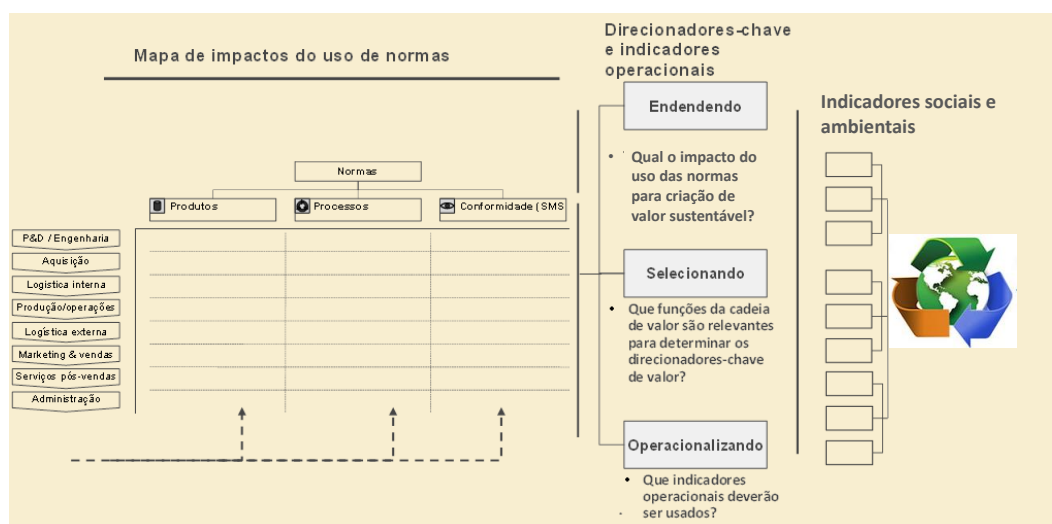 Mapa de impactos do uso de normas
Normas
Produtos
Processos
Conformidade (SMS
P&D / Engenharia
Aquisição
Logistica interna
Produção/operações
Logística externa
Marketing & vendas
Serviços pós-vendas
Administração
Direcionadores-chave
e indicadores
operacionais
Endendendo
• Qual o impacto do
uso das normas
para criação de
valor sustentável?
Selecionando
• Que funções da cadeia
de valor são relevantes
para determinar os
direcionadores-chave
de valor?
Operacionalizando
• Que indicadores
operacionais deverão
ser usados?
Indicadores sociais e
ambientais